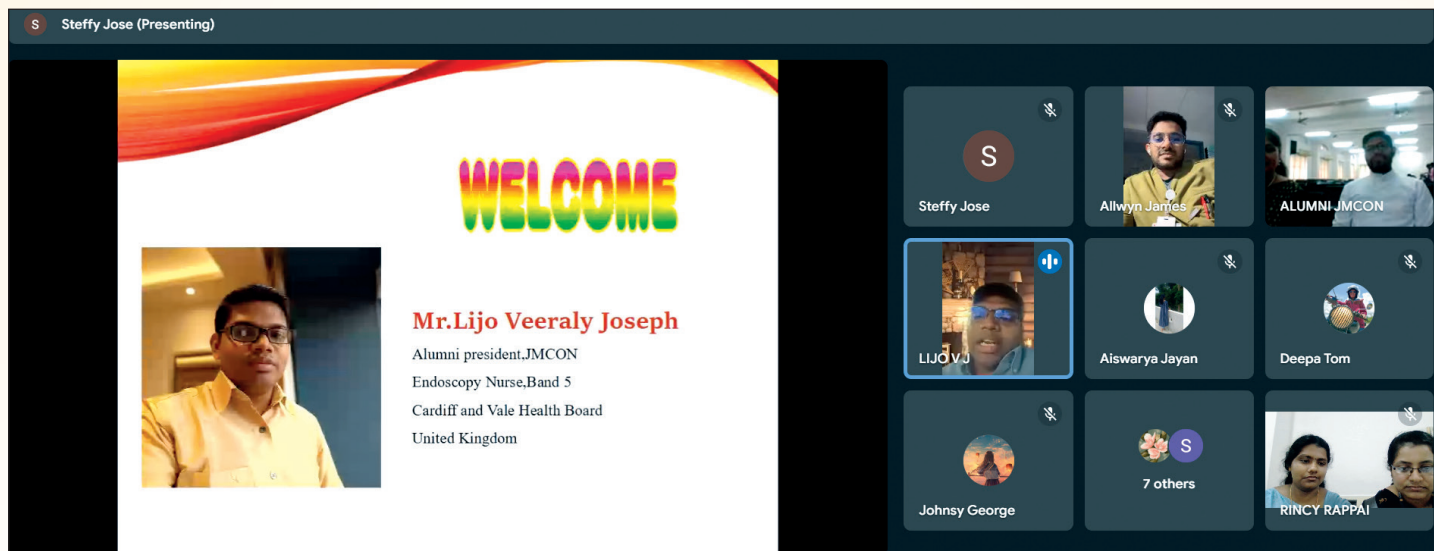 S Steffy Jose (Presenting)
WELCOME
Mr.Lijo Veeraly Joseph
Alumni president,JMCON
Endoscopy Nurse,Band 5
Cardiff and Vale Health Board
United Kingdom
S
Steffy Jose
Allwyn James
ALUMNI JMCON
LIJO V J
Aiswarya Jayan
Deepa Tom
Johnsy George
S
7 others
RINCY RAPPAI